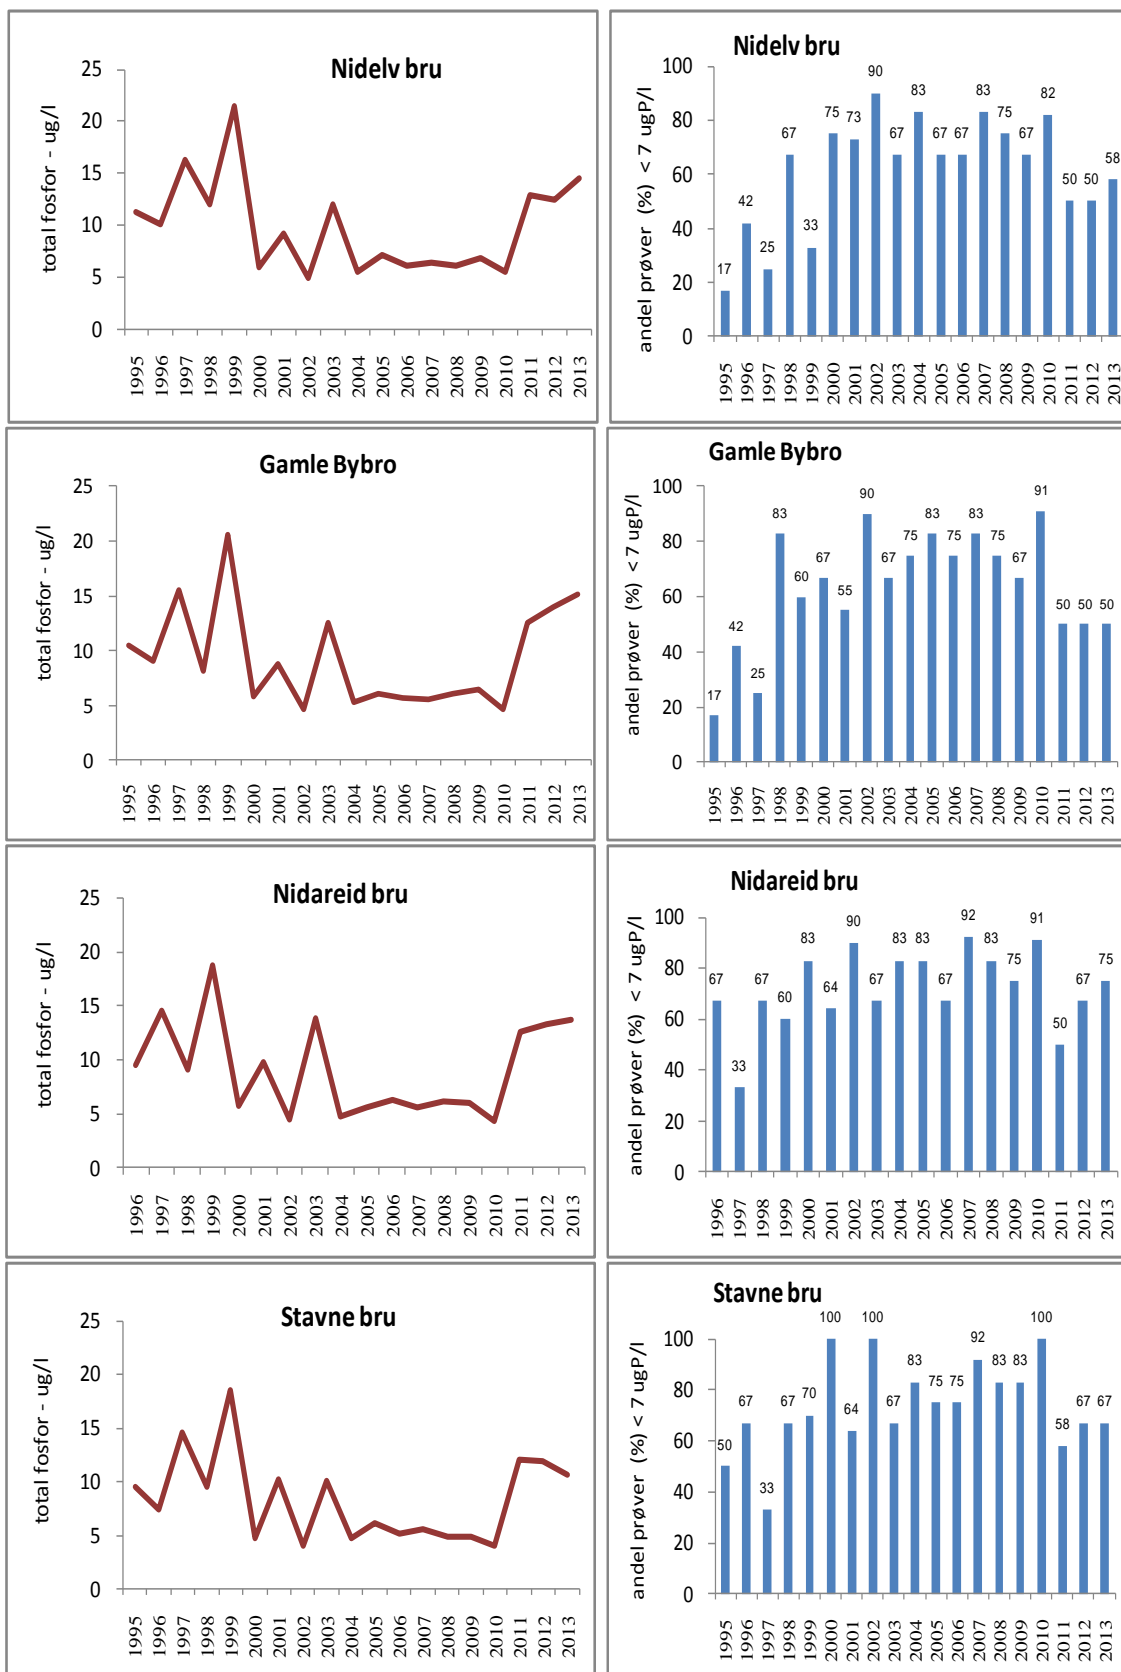 Nidelv bru
total fosfor - ug/l
25
20
15
10
5
0
1995 1996 1997 1998 1999 2000 2001 2002 2003 2004 2005 2006 2007 2008 2009 2010 2011 2012 2013
Nidelv bru
andel prøver (%) < 7 ugP/l
100
80
60
40
20
0
17 42 25 67 33 75 73 90 67 83 67 67 83 75 67 82 50 50 58
1995 1996 1997 1998 1999 2000 2001 2002 2003 2004 2005 2006 2007 2008 2009 2010 2011 2012 2013
Gamle Bybro
total fosfor - ug/l
25
20
15
10
5
0
1995 1996 1997 1998 1999 2000 2001 2002 2003 2004 2005 2006 2007 2008 2009 2010 2011 2012 2013
Gamle Bybro
andel prøver (%) < 7 ugP/l
100
80
60
40
20
0
17 42 25 83 60 67 55 90 67 75 83 75 83 75 67 91 50 50 50
1995 1996 1997 1998 1999 2000 2001 2002 2003 2004 2005 2006 2007 2008 2009 2010 2011 2012 2013
Nidareid bru
total fosfor - ug/l
25
20
15
10
5
0
1996 1997 1998 1999 2000 2001 2002 2003 2004 2005 2006 2007 2008 2009 2010 2011 2012 2013
Nidareid bru
andel prøver (%) < 7 ugP/l
100
80
60
40
20
0
67 33 67 60 83 64 90 67 83 83 67 92 83 75 91 50 67 75
1996 1997 1998 1999 2000 2001 2002 2003 2004 2005 2006 2007 2008 2009 2010 2011 2012 2013
Stavne bru
total fosfor - ug/l
25
20
15
10
5
0
1995 1996 1997 1998 1999 2000 2001 2002 2003 2004 2005 2006 2007 2008 2009 2010 2011 2012 2013
Stavne bru
andel prøver (%) < 7 ugP/l
100
80
60
40
20
0
50 67 33 67 70 100 64 100 67 83 75 75 92 83 83 100 58 67 67
1995 1996 1997 1998 1999 2000 2001 2002 2003 2004 2005 2006 2007 2008 2009 2010 2011 2012 2013